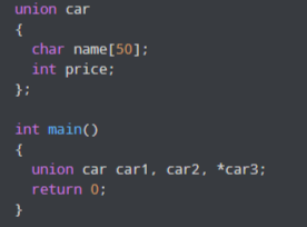 union car
{
  char name[50];
  int price;
};

int main()
{
  union car car1, car2, *car3;
  return 0;
}